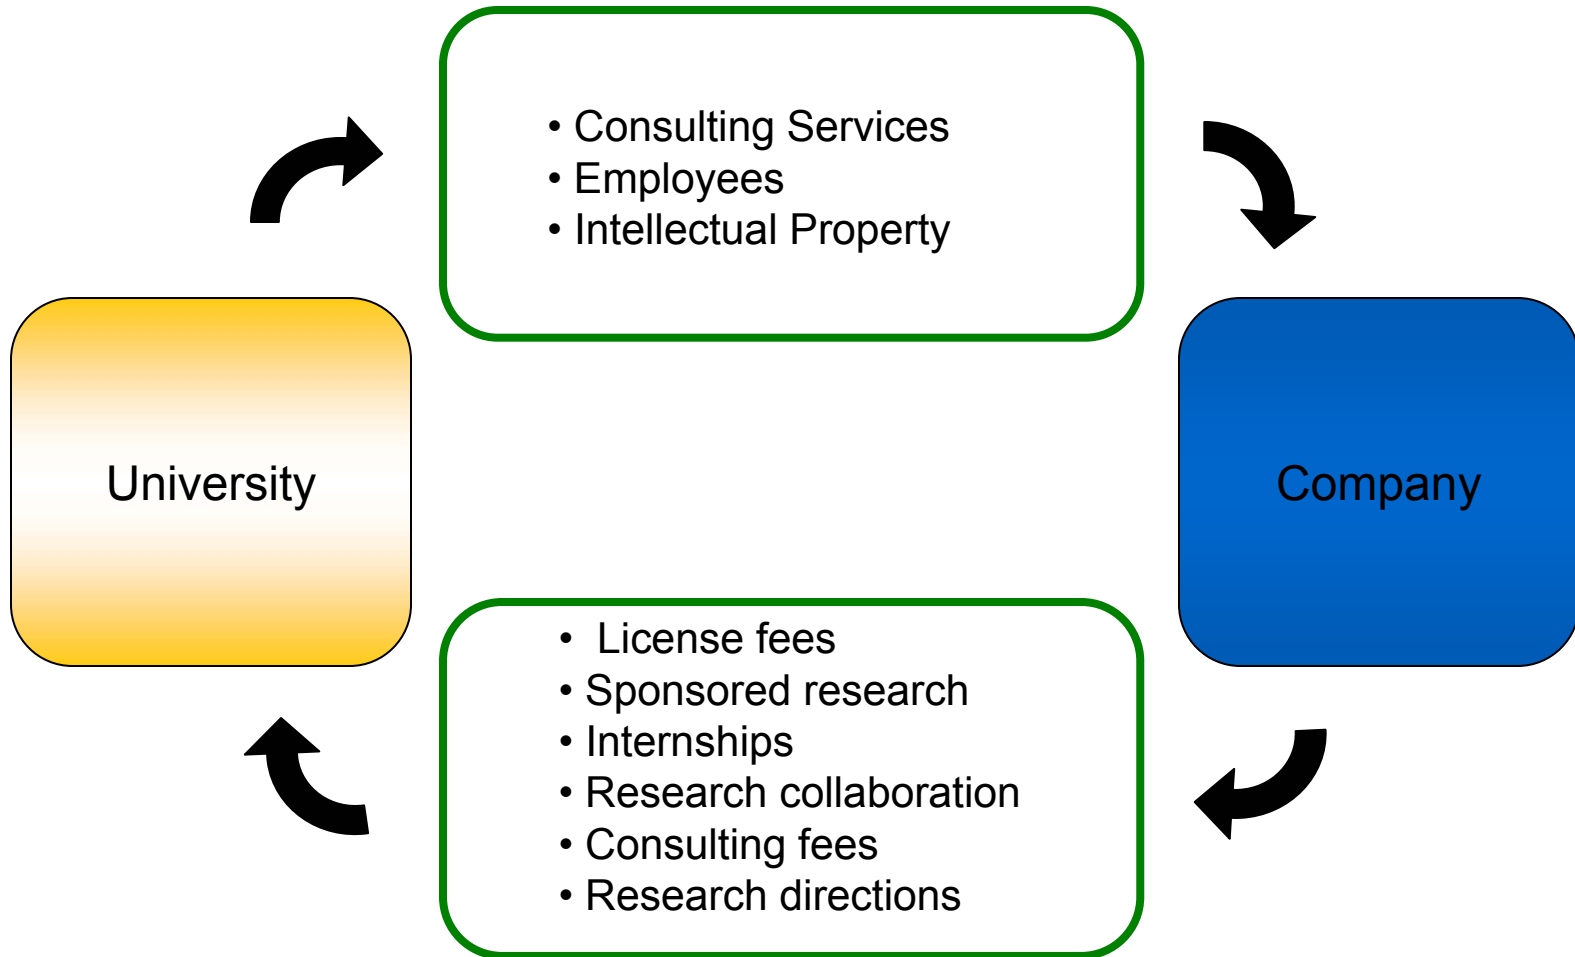 • Consulting Services
• Employees
• Intellectual Property
University
Company
• License fees
• Sponsored research
• Internships
• Research collaboration
• Consulting fees
• Research directions